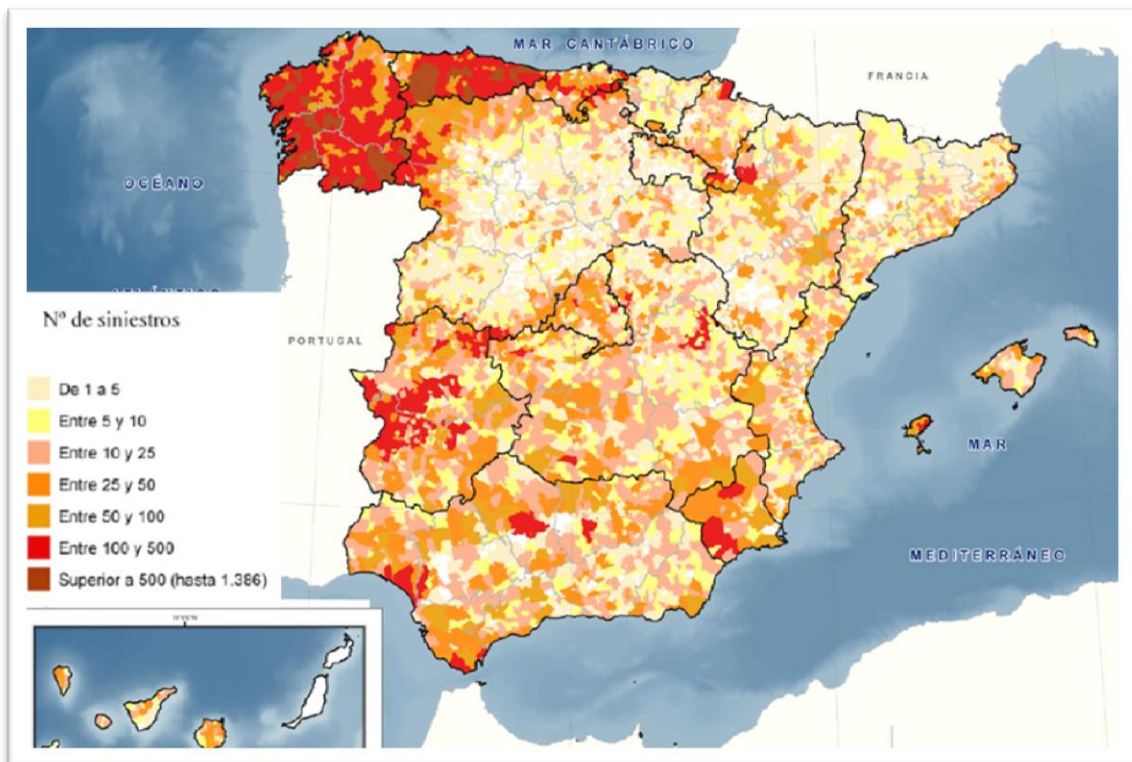 MAR CANTÁBRICO
FRANCIA
OCÉANO
ATLÁNTICO
Nº de siniestros
PORTUGAL
De 1 a 5
Entre 5 y 10
Entre 10 y 25
Entre 25 y 50
Entre 50 y 100
Entre 100 y 500
Superior a 500 (hasta 1.386)
MAR
MEDITERRÁNEO